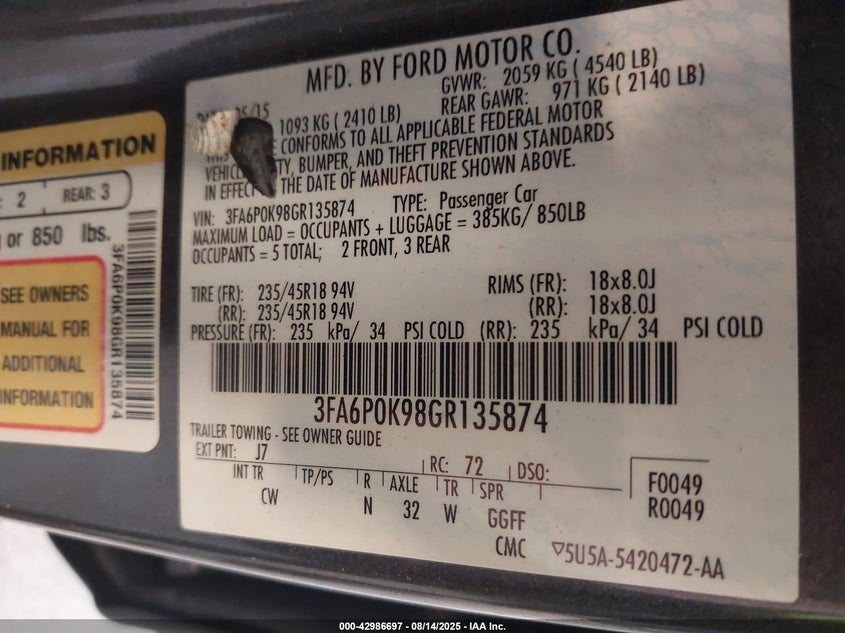 MFD. BY FORD MOTOR CO.
GVWR: 2059 KG ( 4540 LB)
05/15
1093 KG ( 2410 LB)
REAR GAWR: 971 KG ( 2140 LB)
CONFORMS TO ALL APPLICABLE FEDERAL MOTOR
BUMPER, AND THEFT PREVENTION STANDARDS
IN EFFECT THE DATE OF MANUFACTURE SHOWN ABOVE.
VIN: 3FA6P0K98GR135874 TYPE: Passenger Car
MAXIMUM LOAD = OCCUPANTS + LUGGAGE = 385KG/ 850LB
OCCUPANTS = 5 TOTAL; 2 FRONT, 3 REAR
TIRE (FR): 235/45R18 94V RIMS (FR): 18x8.0J
(RR): 235/45R18 94V (RR): 18x8.0J
PRESSURE (FR): 235 kPa/ 34 PSI COLD (RR): 235 kPa/ 34 PSI COLD
3FA6P0K98GR135874
TRAILER TOWING - SEE OWNER GUIDE
EXT PNT: J7 RC: 72 DSO:
INT TR TP/PS R AXLE TR SPR
CW N 32 W GGFF
F0049
R0049
CMC ▽5U5A-5420472-AA
INFORMATION
: 2 REAR: 3
or 850 lbs.
SEE OWNERS
MANUAL FOR
ADDITIONAL
INFORMATION
3FA6P0K98GR135874
000-42986697 - 08/14/2025 - IAA Inc.